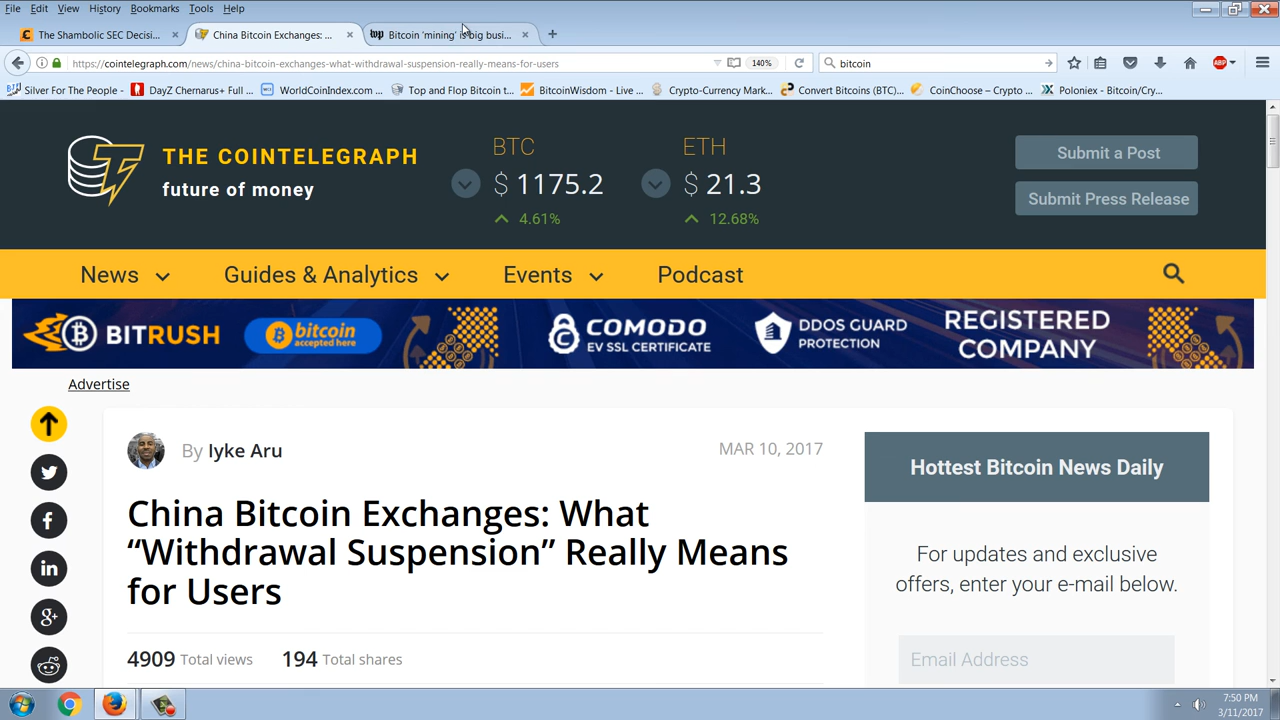 File Edit View History Bookmarks Tools Help
The Shambolic SEC Decisi...
China Bitcoin Exchanges: ...
wp Bitcoin 'mining' is big busi...
https://cointelegraph.com/news/china-bitcoin-exchanges-what-withdrawal-suspension-really-means-for-users
140%
bitcoin
ABP
Silver For The People - ...
DayZ Chernarus+ Full ...
WorldCoinIndex.com ...
Top and Flop Bitcoin t...
BitcoinWisdom - Live ...
Crypto-Currency Mark...
Convert Bitcoins (BTC)...
CoinChoose – Crypto ...
Poloniex - Bitcoin/Cry...
THE COINTELEGRAPH
future of money
BTC
$ 1175.2
4.61%
ETH
$ 21.3
12.68%
Submit a Post
Submit Press Release
News
Guides & Analytics
Events
Podcast
BITRUSH
bitcoin
accepted here
COMODO
EV SSL CERTIFICATE
DDOS GUARD
PROTECTION
REGISTERED
COMPANY
Advertise
By Iyke Aru
MAR 10, 2017
China Bitcoin Exchanges: What
“Withdrawal Suspension” Really Means
for Users
4909 Total views
194 Total shares
Hottest Bitcoin News Daily
For updates and exclusive
offers, enter your e-mail below.
Email Address
7:50 PM
3/11/2017